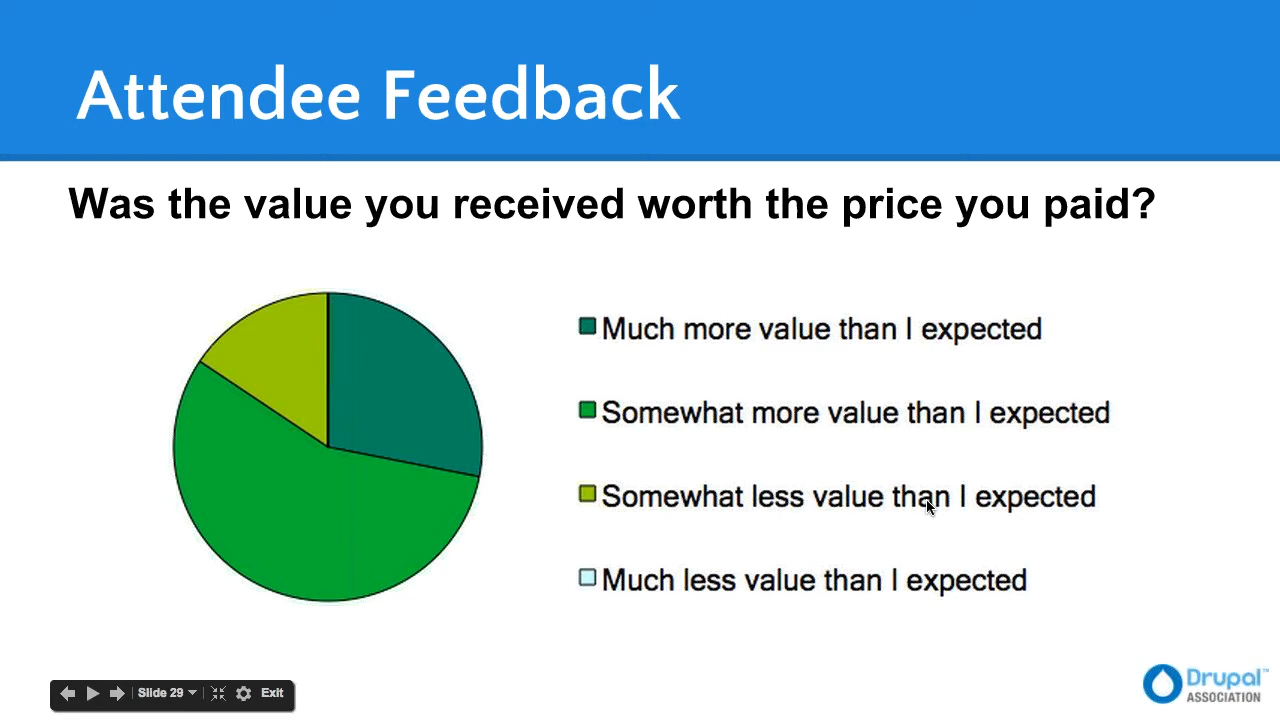 Attendee Feedback
Was the value you received worth the price you paid?
Much more value than I expected
Somewhat more value than I expected
Somewhat less value than I expected
Much less value than I expected
Slide 29
Exit
Drupal™
ASSOCIATION